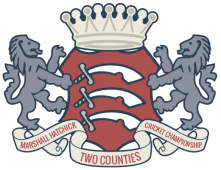 MARSHALL HATCHICK
TWO COUNTIES
CRICKET CHAMPIONSHIP